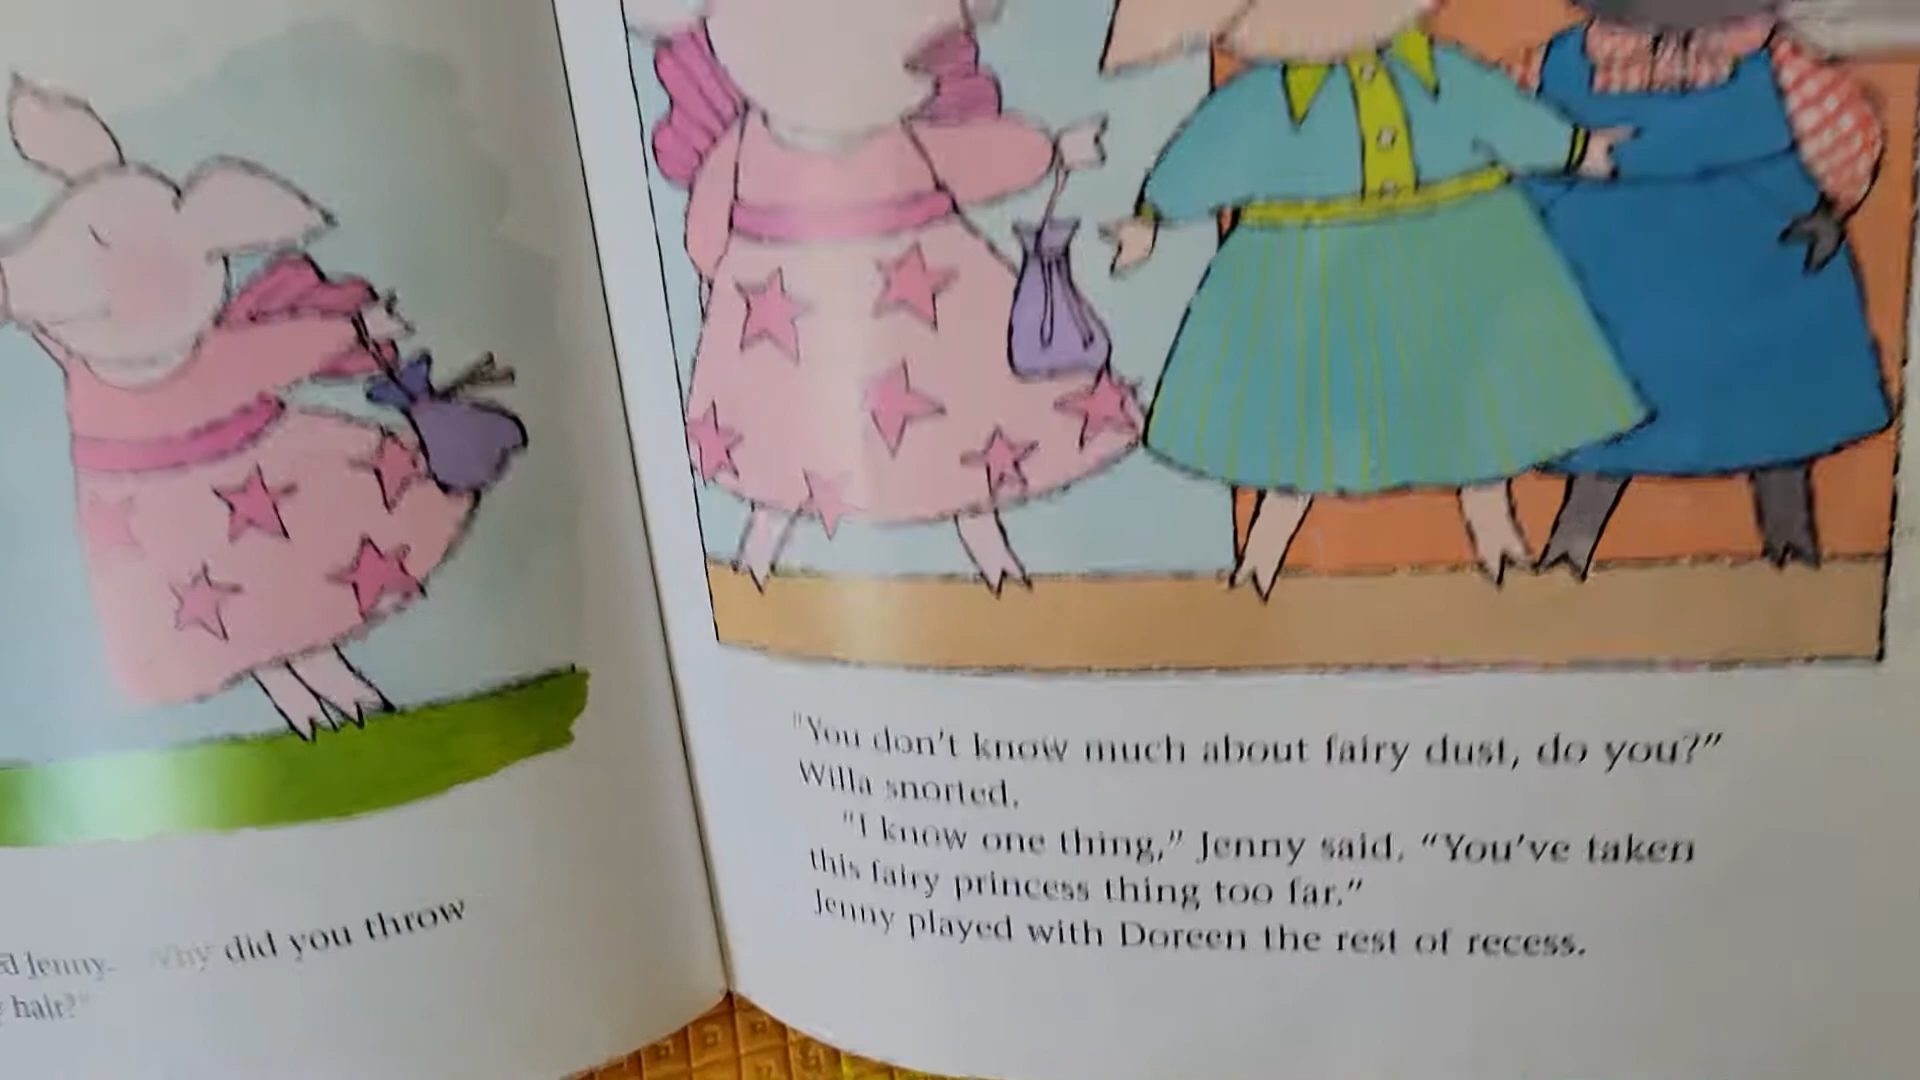 Jenny. Why did you throw
hair?"
"You don't know much about fairy dust, do you?"
Willa snorted.
"I know one thing," Jenny said. "You've taken
this fairy princess thing too far."
Jenny played with Doreen the rest of recess.